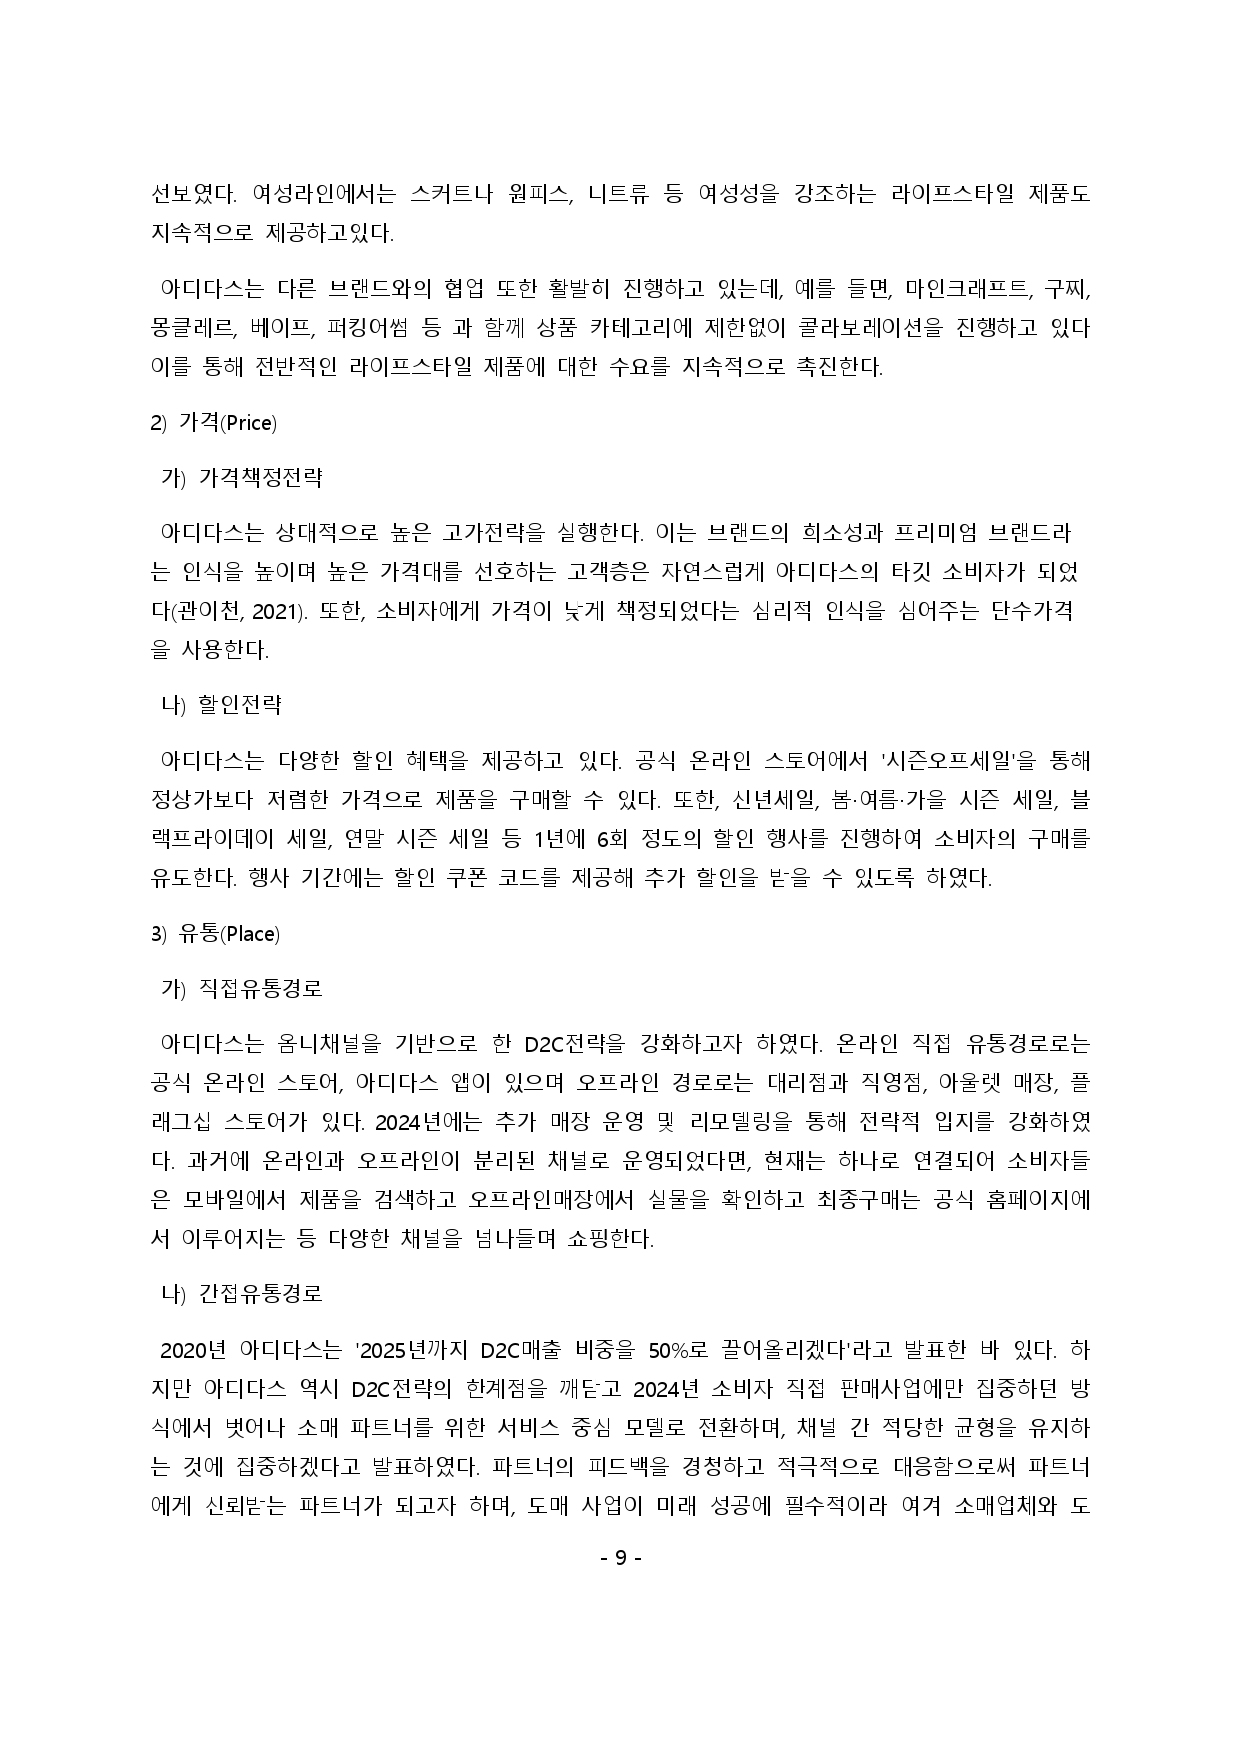 선보였다. 여성라인에서는 스커트나 원피스, 니트류 등 여성성을 강조하는 라이프스타일 제품도
지속적으로 제공하고있다.
아디다스는 다른 브랜드와의 협업 또한 활발히 진행하고 있는데, 예를 들면, 마인크래프트, 구찌,
몽클레르, 베이프, 퍼킹어썸 등 과 함께 상품 카테고리에 제한없이 콜라보레이션을 진행하고 있다
이를 통해 전반적인 라이프스타일 제품에 대한 수요를 지속적으로 촉진한다.
2) 가격(Price)
가) 가격책정전략
아디다스는 상대적으로 높은 고가전략을 실행한다. 이는 브랜드의 희소성과 프리미엄 브랜드라
는 인식을 높이며 높은 가격대를 선호하는 고객층은 자연스럽게 아디다스의 타깃 소비자가 되었
다(관이천, 2021). 또한, 소비자에게 가격이 낮게 책정되었다는 심리적 인식을 심어주는 단수가격
을 사용한다.
나) 할인전략
아디다스는 다양한 할인 혜택을 제공하고 있다. 공식 온라인 스토어에서 '시즌오프세일'을 통해
정상가보다 저렴한 가격으로 제품을 구매할 수 있다. 또한, 신년세일, 봄·여름·가을 시즌 세일, 블
랙프라이데이 세일, 연말 시즌 세일 등 1년에 6회 정도의 할인 행사를 진행하여 소비자의 구매를
유도한다. 행사 기간에는 할인 쿠폰 코드를 제공해 추가 할인을 받을 수 있도록 하였다.
3) 유통(Place)
가) 직접유통경로
아디다스는 옴니채널을 기반으로 한 D2C전략을 강화하고자 하였다. 온라인 직접 유통경로로는
공식 온라인 스토어, 아디다스 앱이 있으며 오프라인 경로로는 대리점과 직영점, 아울렛 매장, 플
래그십 스토어가 있다. 2024년에는 추가 매장 운영 및 리모델링을 통해 전략적 입지를 강화하였
다. 과거에 온라인과 오프라인이 분리된 채널로 운영되었다면, 현재는 하나로 연결되어 소비자들
은 모바일에서 제품을 검색하고 오프라인매장에서 실물을 확인하고 최종구매는 공식 홈페이지에
서 이루어지는 등 다양한 채널을 넘나들며 쇼핑한다.
나) 간접유통경로
2020년 아디다스는 '2025년까지 D2C매출 비중을 50%로 끌어올리겠다'라고 발표한 바 있다. 하
지만 아디다스 역시 D2C전략의 한계점을 깨닫고 2024년 소비자 직접 판매사업에만 집중하던 방
식에서 벗어나 소매 파트너를 위한 서비스 중심 모델로 전환하며, 채널 간 적당한 균형을 유지하
는 것에 집중하겠다고 발표하였다. 파트너의 피드백을 경청하고 적극적으로 대응함으로써 파트너
에게 신뢰받는 파트너가 되고자 하며, 도매 사업이 미래 성공에 필수적이라 여겨 소매업체와 도
- 9 -